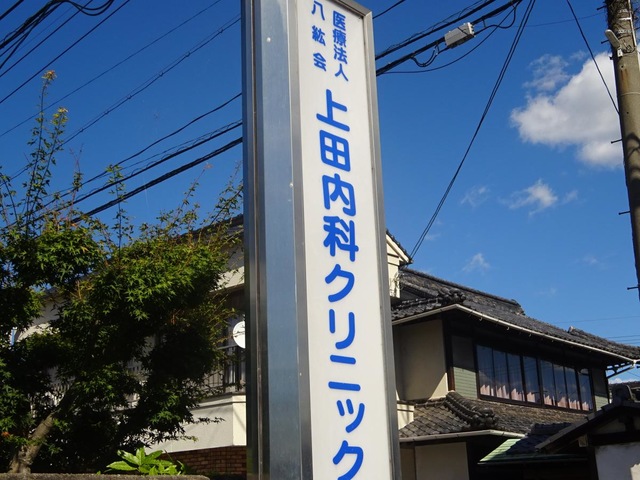 医療法人
八紘会
上田内科クリニック